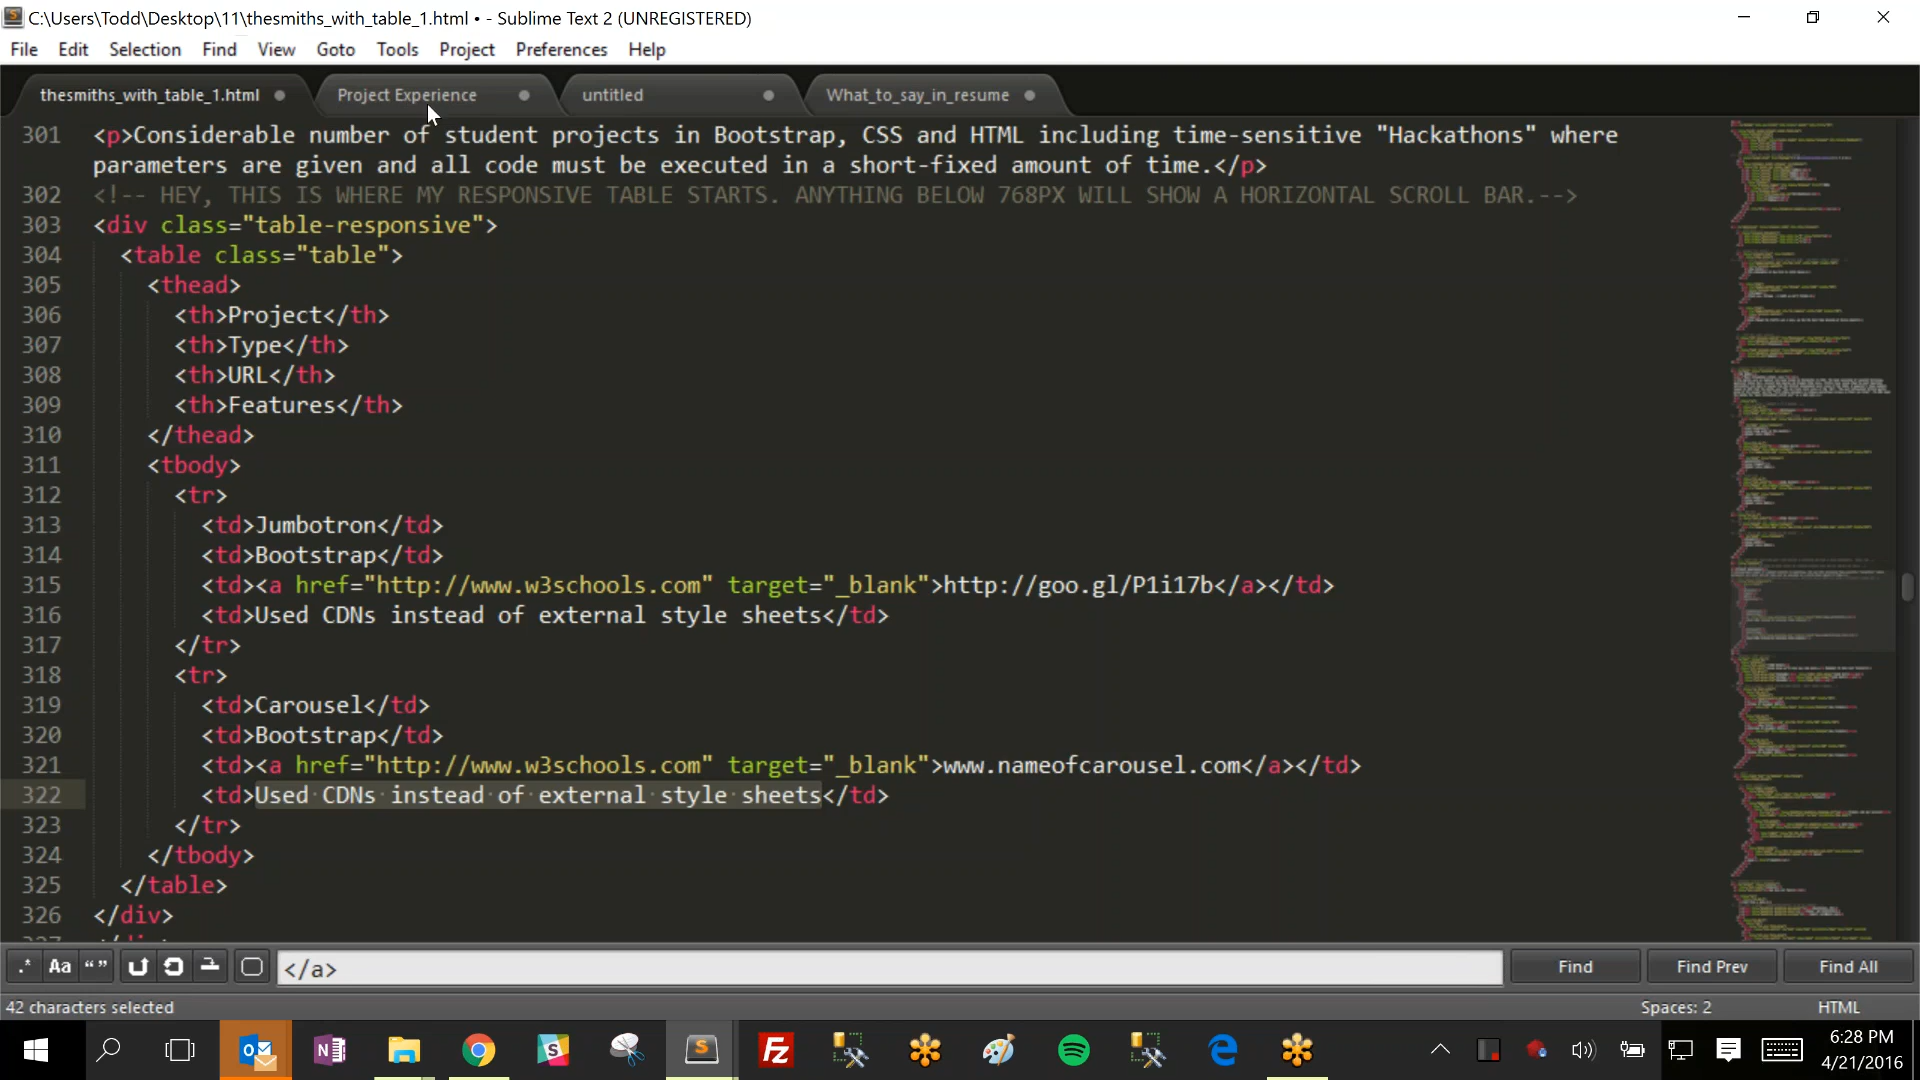 C:\Users\Todd\Desktop\11\thesmiths_with_table_1.html • - Sublime Text 2 (UNREGISTERED)
File Edit Selection Find View Goto Tools Project Preferences Help
thesmiths_with_table_1.html Project Experience untitled What_to_say_in_resume
301 <p>Considerable number of student projects in Bootstrap, CSS and HTML including time-sensitive "Hackathons" where
parameters are given and all code must be executed in a short-fixed amount of time.</p>
302 <!-- HEY, THIS IS WHERE MY RESPONSIVE TABLE STARTS. ANYTHING BELOW 768PX WILL SHOW A HORIZONTAL SCROLL BAR.-->
303 <div class="table-responsive">
304 <table class="table">
305 <thead>
306 <th>Project</th>
307 <th>Type</th>
308 <th>URL</th>
309 <th>Features</th>
310 </thead>
311 <tbody>
312 <tr>
313 <td>Jumbotron</td>
314 <td>Bootstrap</td>
315 <td><a href="http://www.w3schools.com" target="_blank">http://goo.gl/P1i17b</a></td>
316 <td>Used CDNs instead of external style sheets</td>
317 </tr>
318 <tr>
319 <td>Carousel</td>
320 <td>Bootstrap</td>
321 <td><a href="http://www.w3schools.com" target="_blank">www.nameofcarousel.com</a></td>
322 <td>Used CDNs instead of external style sheets</td>
323 </tr>
324 </tbody>
325 </table>
326 </div>
.* Aa “ ” </a> Find Find Prev Find All
42 characters selected Spaces: 2 HTML
6:28 PM
4/21/2016